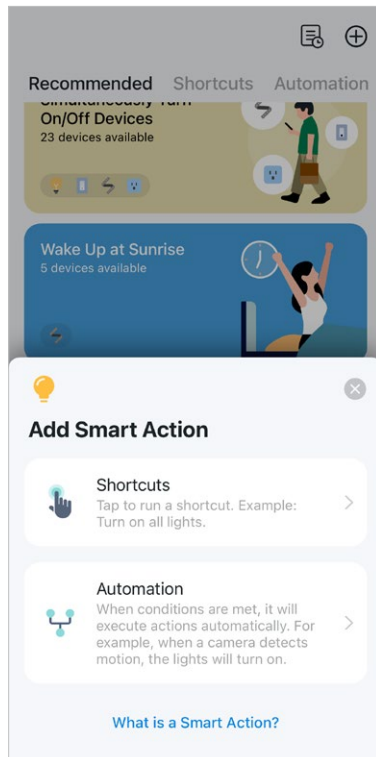 Recommended Shortcuts Automation
Simultaneously Turn
On/Off Devices
23 devices available
Wake Up at Sunrise
5 devices available
Add Smart Action
Shortcuts
Tap to run a shortcut. Example:
Turn on all lights.
Automation
When conditions are met, it will
execute actions automatically. For
example, when a camera detects
motion, the lights will turn on.
What is a Smart Action?